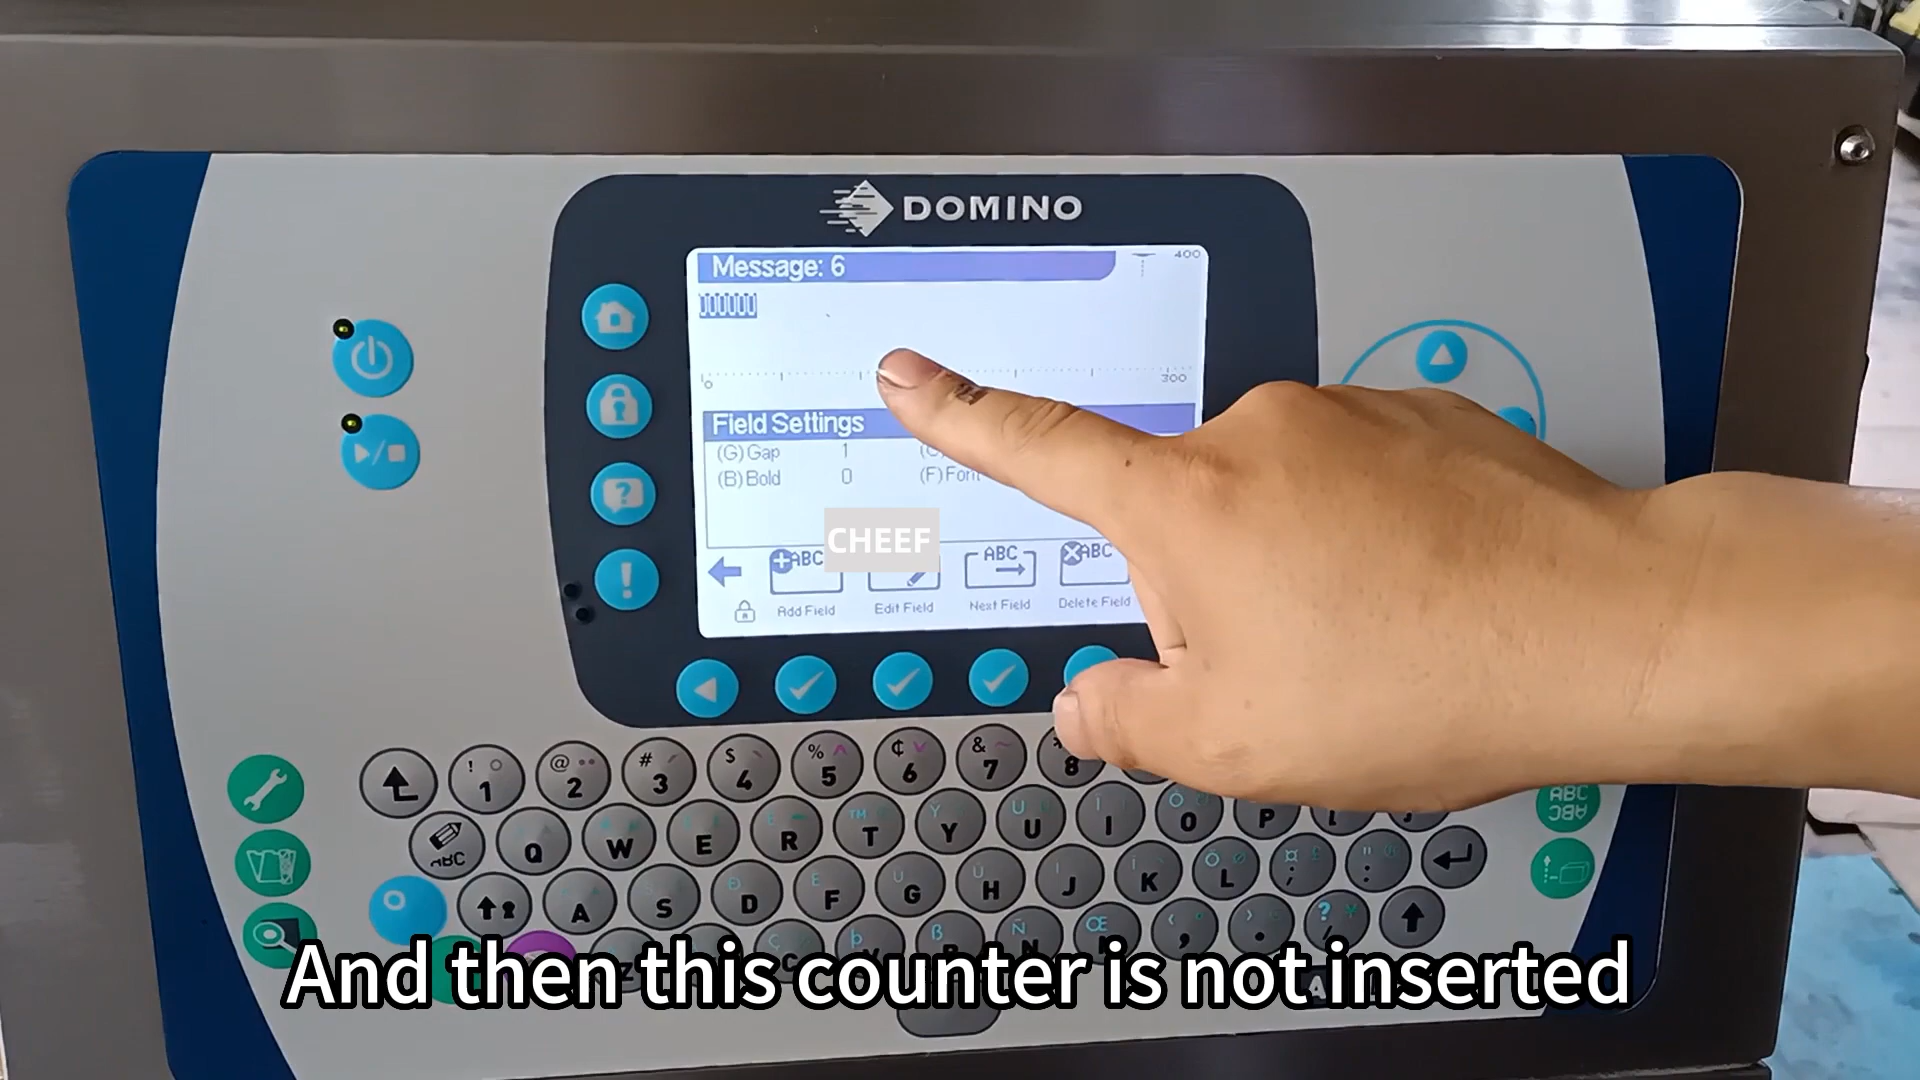 DOMINO
Message: 6
400
0
300
Field Settings
(G) Gap 1
(B) Bold 0
(F) Font
ABC
CHEEF
ABC
ABC
Add Field
Edit Field
Next Field
Delete Field
! 1
@ 2
# 3
$ 4
% 5
¢ 6
& 7
* 8
ABC
Q W E R T Y U I O P
TM
A S D F G H J K L ; :
ABC
And then this counter is not inserted